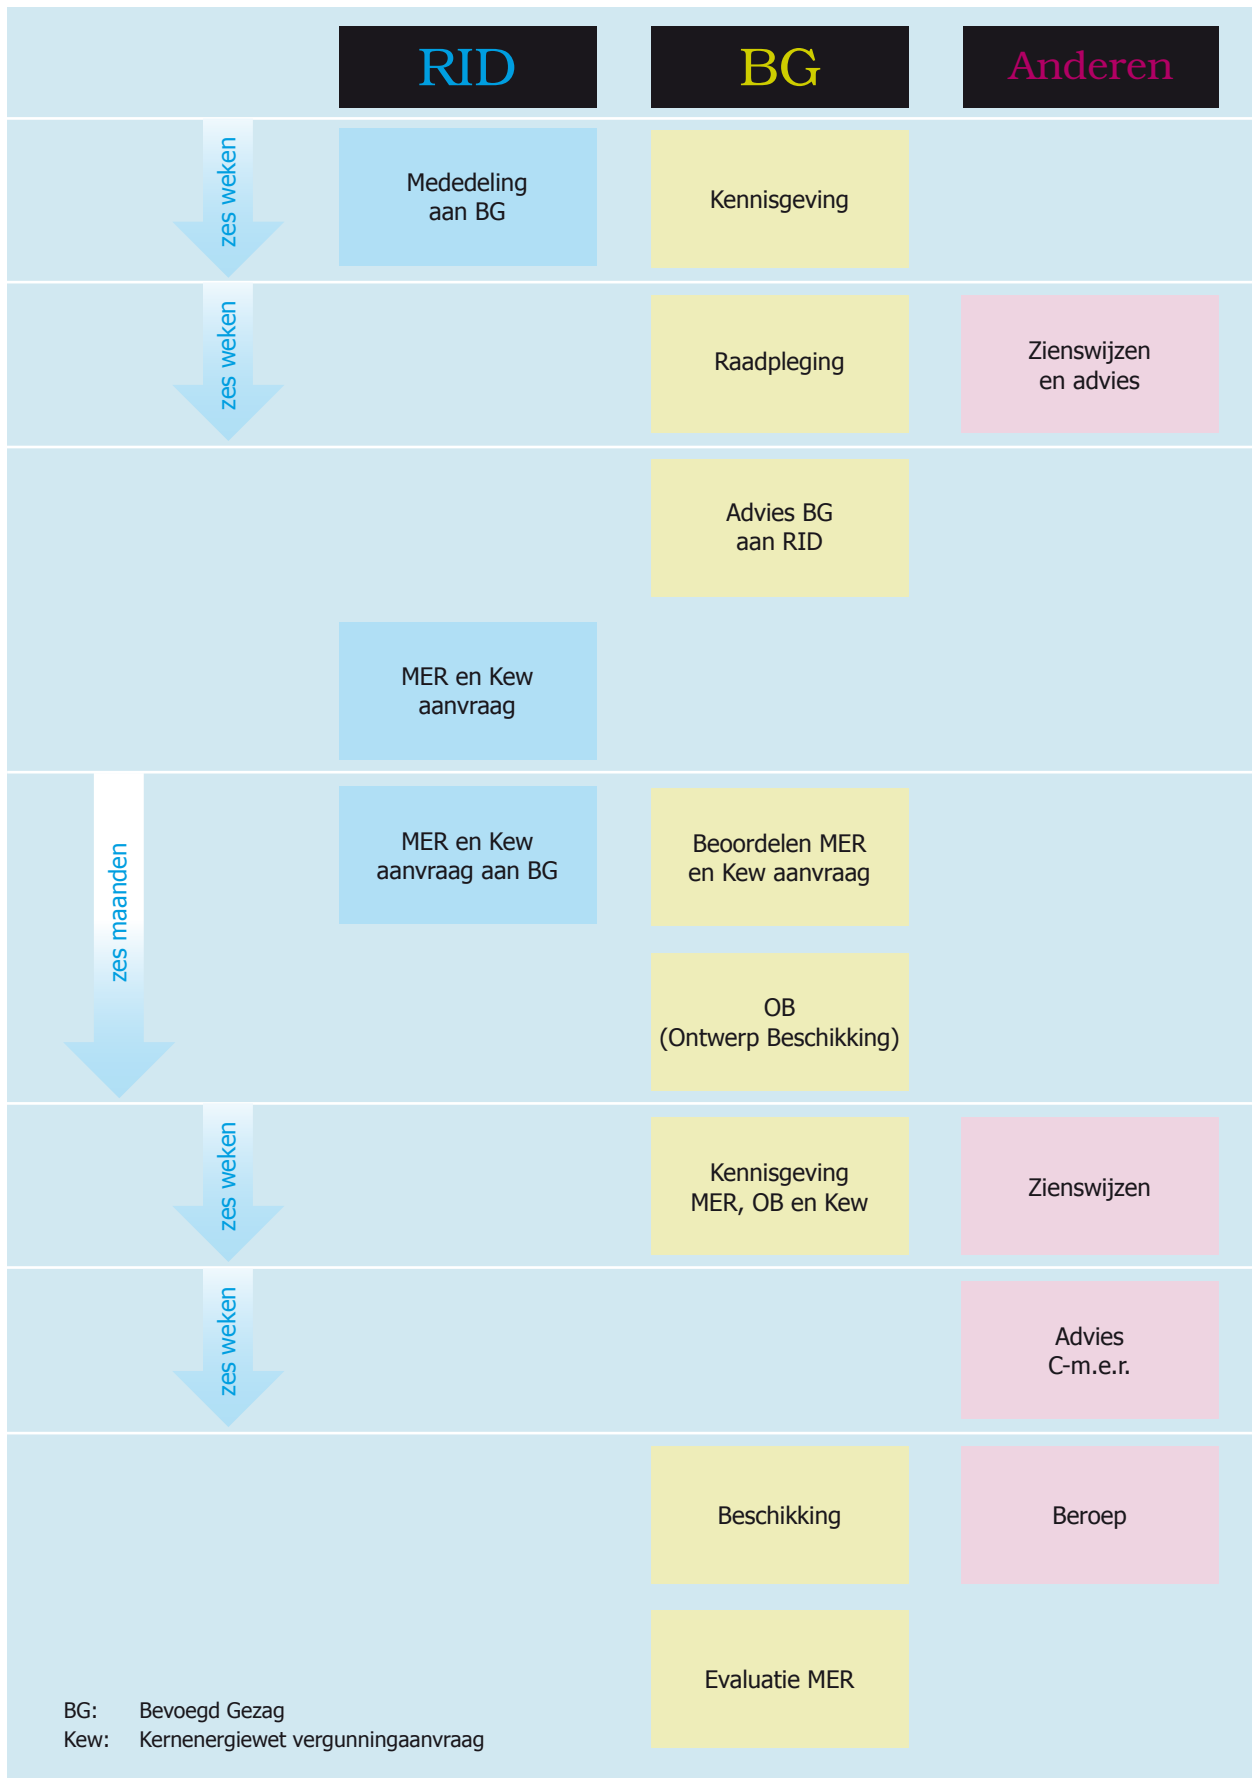 RID
BG
Anderen
zes weken
Mededeling
aan BG
Kennisgeving
zes weken
Raadpleging
Zienswijzen
en advies
Advies BG
aan RID
MER en Kew
aanvraag
zes maanden
MER en Kew
aanvraag aan BG
Beoordelen MER
en Kew aanvraag
OB
(Ontwerp Beschikking)
zes weken
Kennisgeving
MER, OB en Kew
Zienswijzen
zes weken
Advies
C-m.e.r.
Beschikking
Beroep
Evaluatie MER
BG: Bevoegd Gezag
Kew: Kernenergiewet vergunningaanvraag